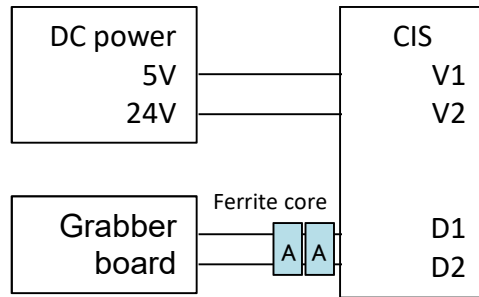 DC power
5V
24V
CIS
V1
V2
Ferrite core
Grabber
board
A A
D1
D2